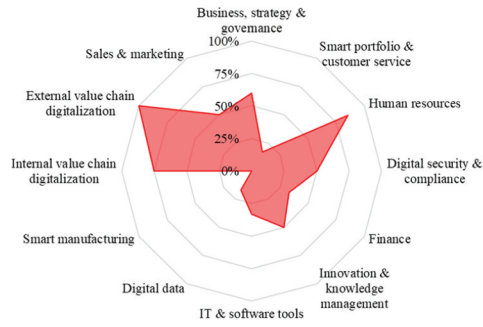 Business, strategy &
governance
100%
Sales & marketing
Smart portfolio &
customer service
75%
External value chain
digitalization
50%
Human resources
25%
Internal value chain
digitalization
0%
Digital security &
compliance
Smart manufacturing
Finance
Digital data
Innovation &
knowledge
management
IT & software tools